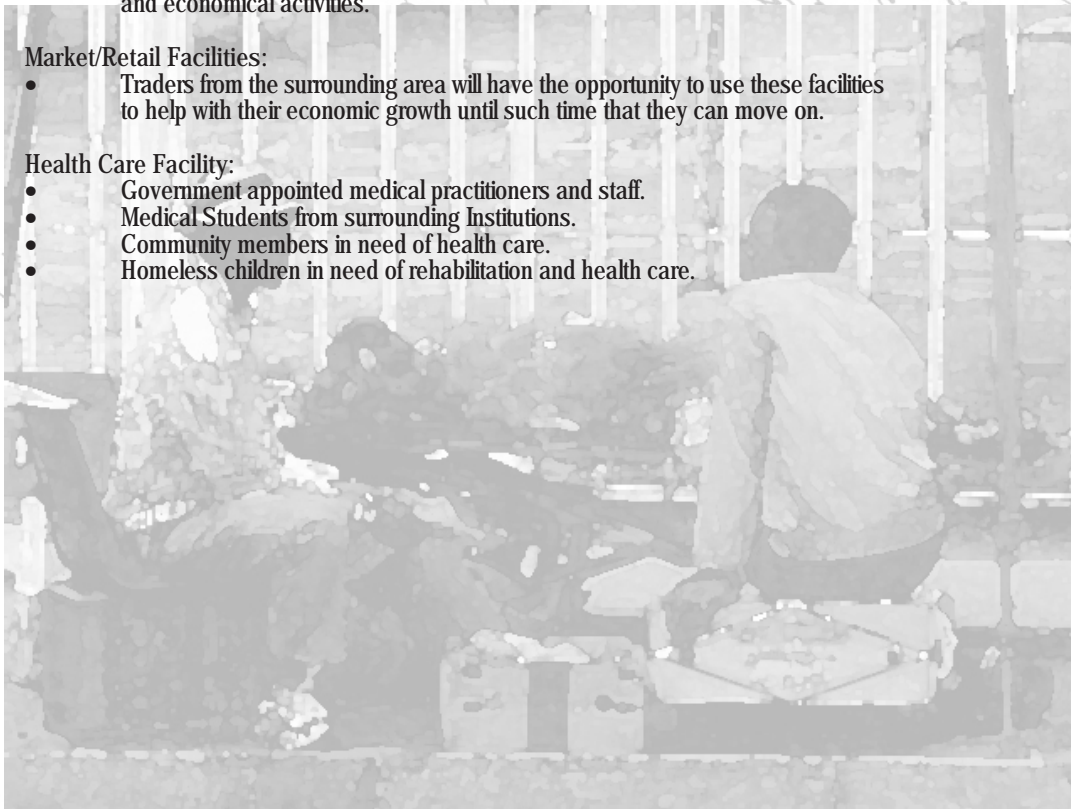 and economical activities.
Market/Retail Facilities:
• Traders from the surrounding area will have the opportunity to use these facilities
to help with their economic growth until such time that they can move on.
Health Care Facility:
• Government appointed medical practitioners and staff.
• Medical Students from surrounding Institutions.
• Community members in need of health care.
• Homeless children in need of rehabilitation and health care.